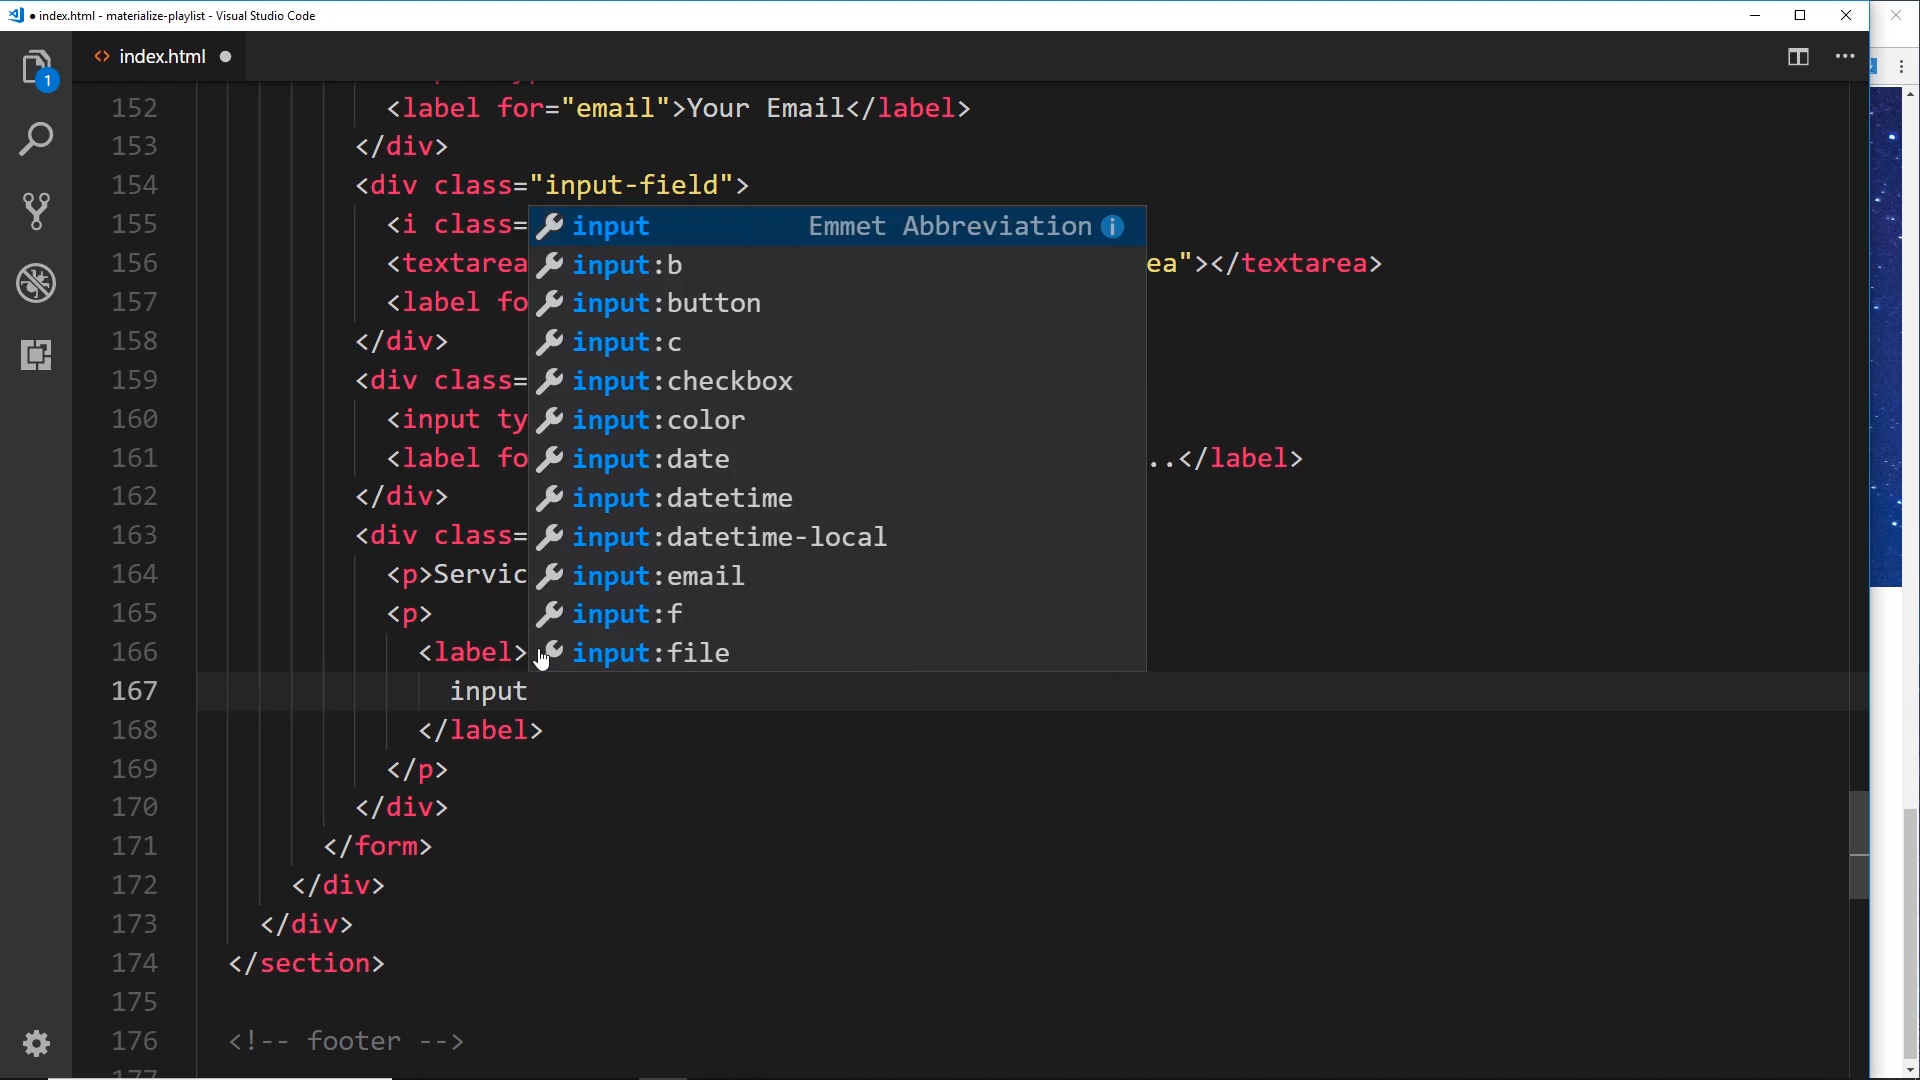 index.html - materialize-playlist - Visual Studio Code
1
<> index.html
152 <label for="email">Your Email</label>
153 </div>
154 <div class="input-field">
155 <i class=
156 <textarea ea"></textarea>
157 <label fo
158 </div>
159 <div class=
160 <input ty
161 <label fo ..</label>
162 </div>
163 <div class=
164 <p>Servic
165 <p>
166 <label>
167 input
168 </label>
169 </p>
170 </div>
171 </form>
172 </div>
173 </div>
174 </section>
175
176 <!-- footer -->
input Emmet Abbreviation
input:b
input:button
input:c
input:checkbox
input:color
input:date
input:datetime
input:datetime-local
input:email
input:f
input:file